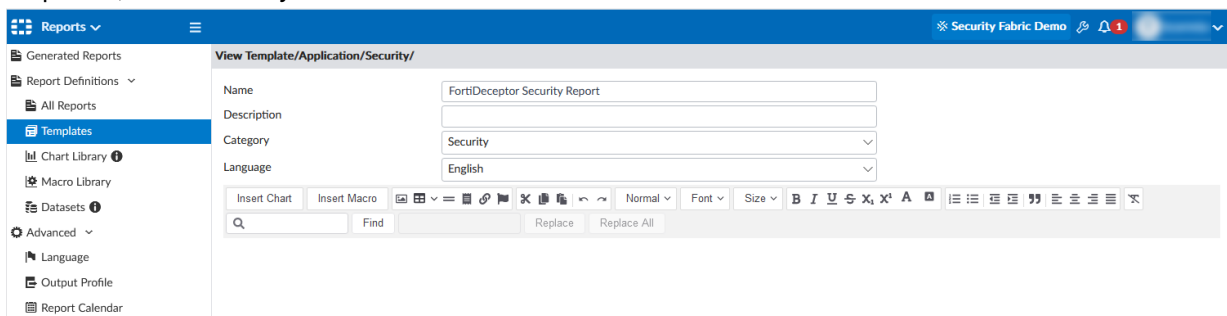 Reports
Security Fabric Demo
1
Generated Reports
View Template/Application/Security/
Report Definitions
All Reports
Templates
Chart Library
Macro Library
Datasets
Advanced
Language
Output Profile
Report Calendar
Name
FortiDeceptor Security Report
Description
Category
Security
Language
English
Insert Chart Insert Macro Normal Font Size B I U S X₁ X¹ A A
Find Replace Replace All